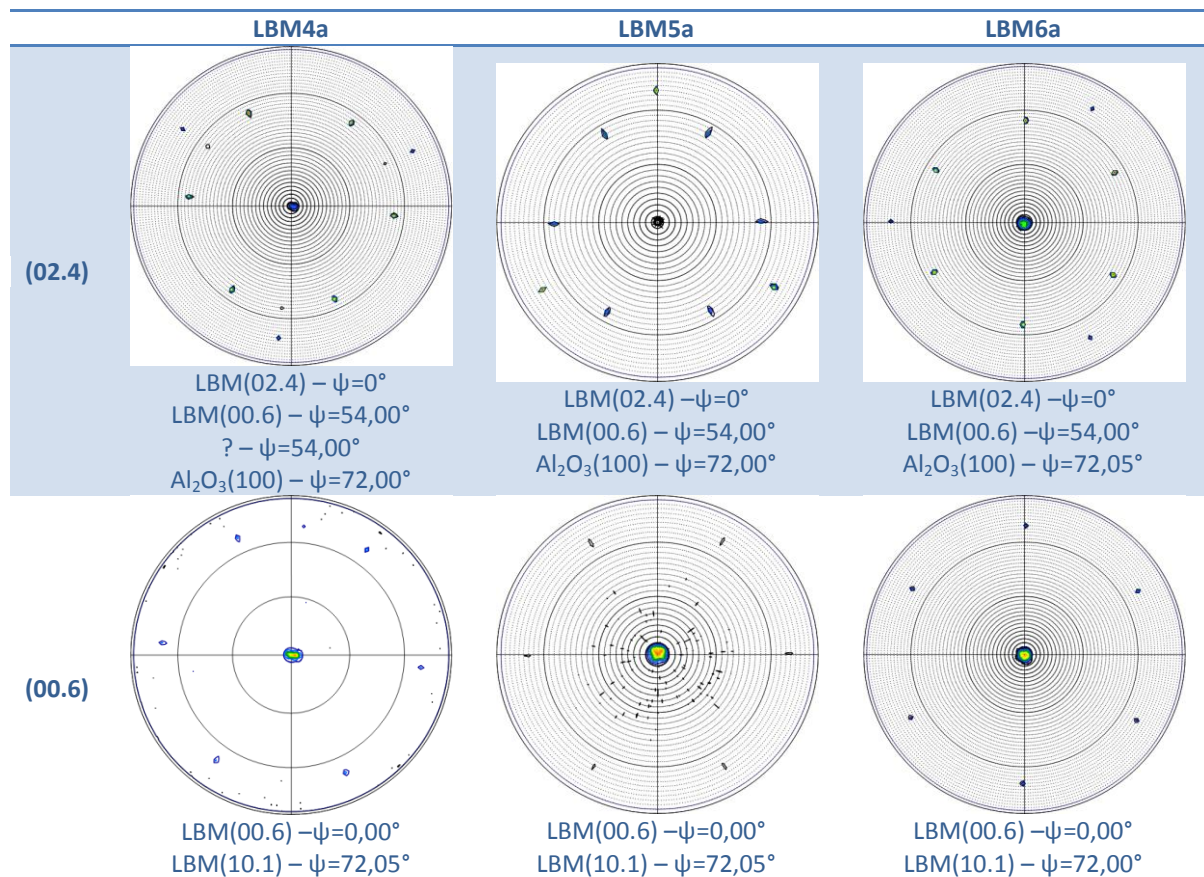 LBM4a LBM5a LBM6a
(02.4)
LBM(02.4) – ψ=0°
LBM(00.6) – ψ=54,00°
? – ψ=54,00°
Al₂O₃(100) – ψ=72,00°
LBM(02.4) –ψ=0°
LBM(00.6) – ψ=54,00°
Al₂O₃(100) – ψ=72,00°
LBM(02.4) – ψ=0°
LBM(00.6) – ψ=54,00°
Al₂O₃(100) – ψ=72,05°
(00.6)
LBM(00.6) –ψ=0,00°
LBM(10.1) – ψ=72,05°
LBM(00.6) –ψ=0,00°
LBM(10.1) – ψ=72,05°
LBM(00.6) –ψ=0,00°
LBM(10.1) – ψ=72,00°